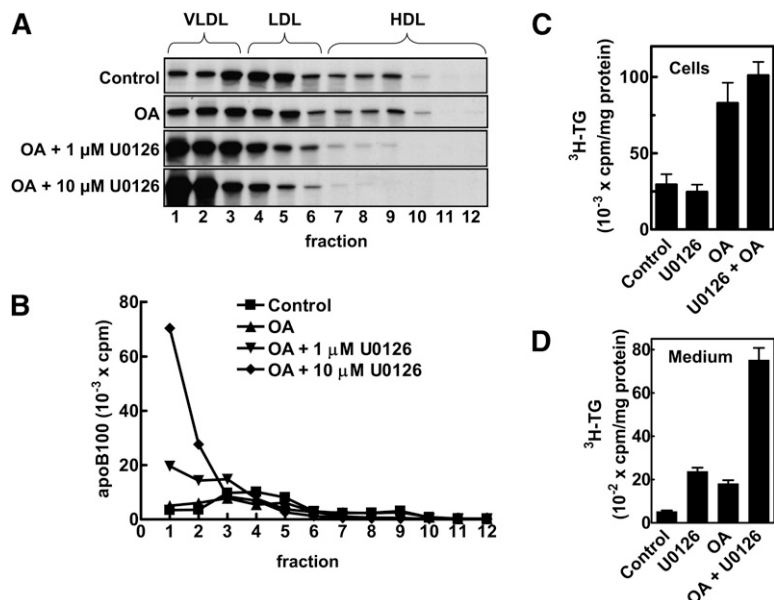 A
VLDL LDL HDL
Control
OA
OA + 1 µM U0126
OA + 10 µM U0126
1 2 3 4 5 6 7 8 9 10 11 12
fraction
B
apoB100 (10⁻³ x cpm)
80
60
40
20
0
Control
OA
OA + 1 µM U0126
OA + 10 µM U0126
0 1 2 3 4 5 6 7 8 9 10 11 12
fraction
C
Cells
³H-TG
(10⁻³ x cpm/mg protein)
100
75
50
25
0
Control
U0126
OA
U0126 + OA
D
Medium
³H-TG
(10⁻² x cpm/mg protein)
80
60
40
20
0
Control
U0126
OA
OA + U0126